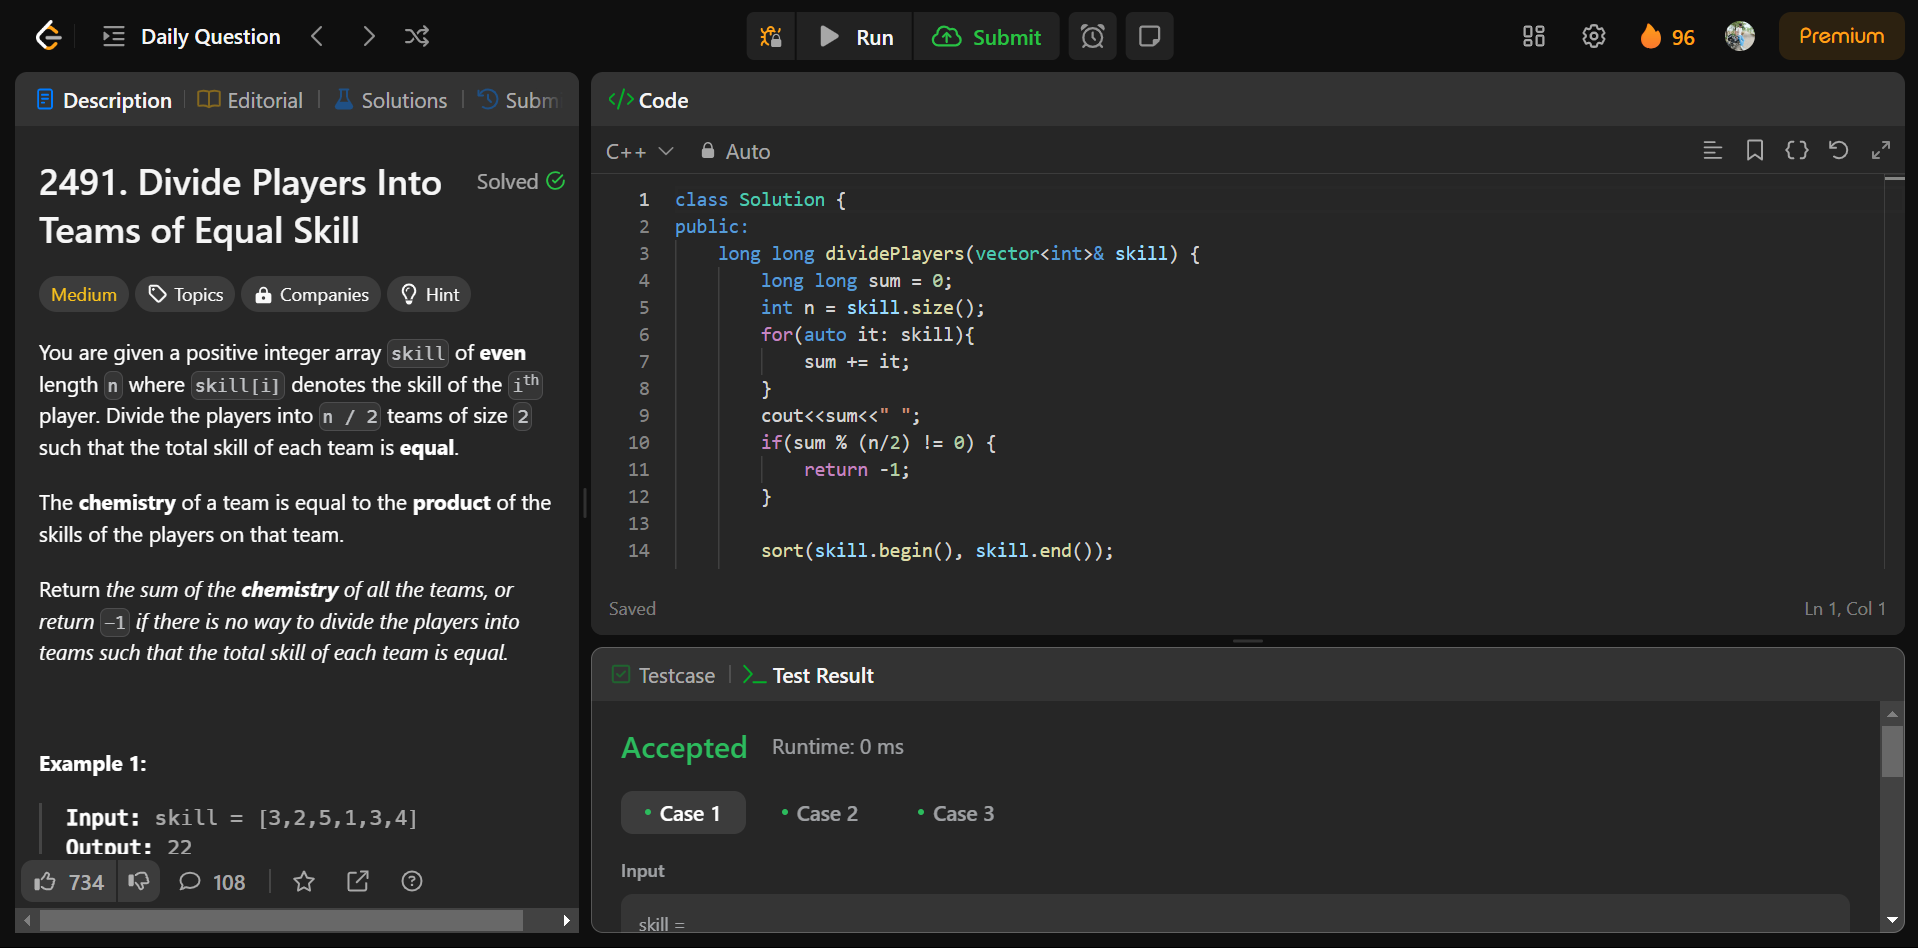 Daily Question
Run
Submit
96
Premium
Description
Editorial
Solutions
Subm
2491. Divide Players Into
Teams of Equal Skill
Solved
Medium
Topics
Companies
Hint
You are given a positive integer array skill of even
length n where skill[i] denotes the skill of the ith
player. Divide the players into n / 2 teams of size 2
such that the total skill of each team is equal.
The chemistry of a team is equal to the product of the
skills of the players on that team.
Return the sum of the chemistry of all the teams, or
return -1 if there is no way to divide the players into
teams such that the total skill of each team is equal.
Example 1:
Input: skill = [3,2,5,1,3,4]
Output: 22
734
108
</> Code
C++
Auto
1 class Solution {
2 public:
3 long long dividePlayers(vector<int>& skill) {
4 long long sum = 0;
5 int n = skill.size();
6 for(auto it: skill){
7 sum += it;
8 }
9 cout<<sum<<" ";
10 if(sum % (n/2) != 0) {
11 return -1;
12 }
13
14 sort(skill.begin(), skill.end());
Saved
Ln 1, Col 1
Testcase
>_ Test Result
Accepted
Runtime: 0 ms
• Case 1
• Case 2
• Case 3
Input
skill =